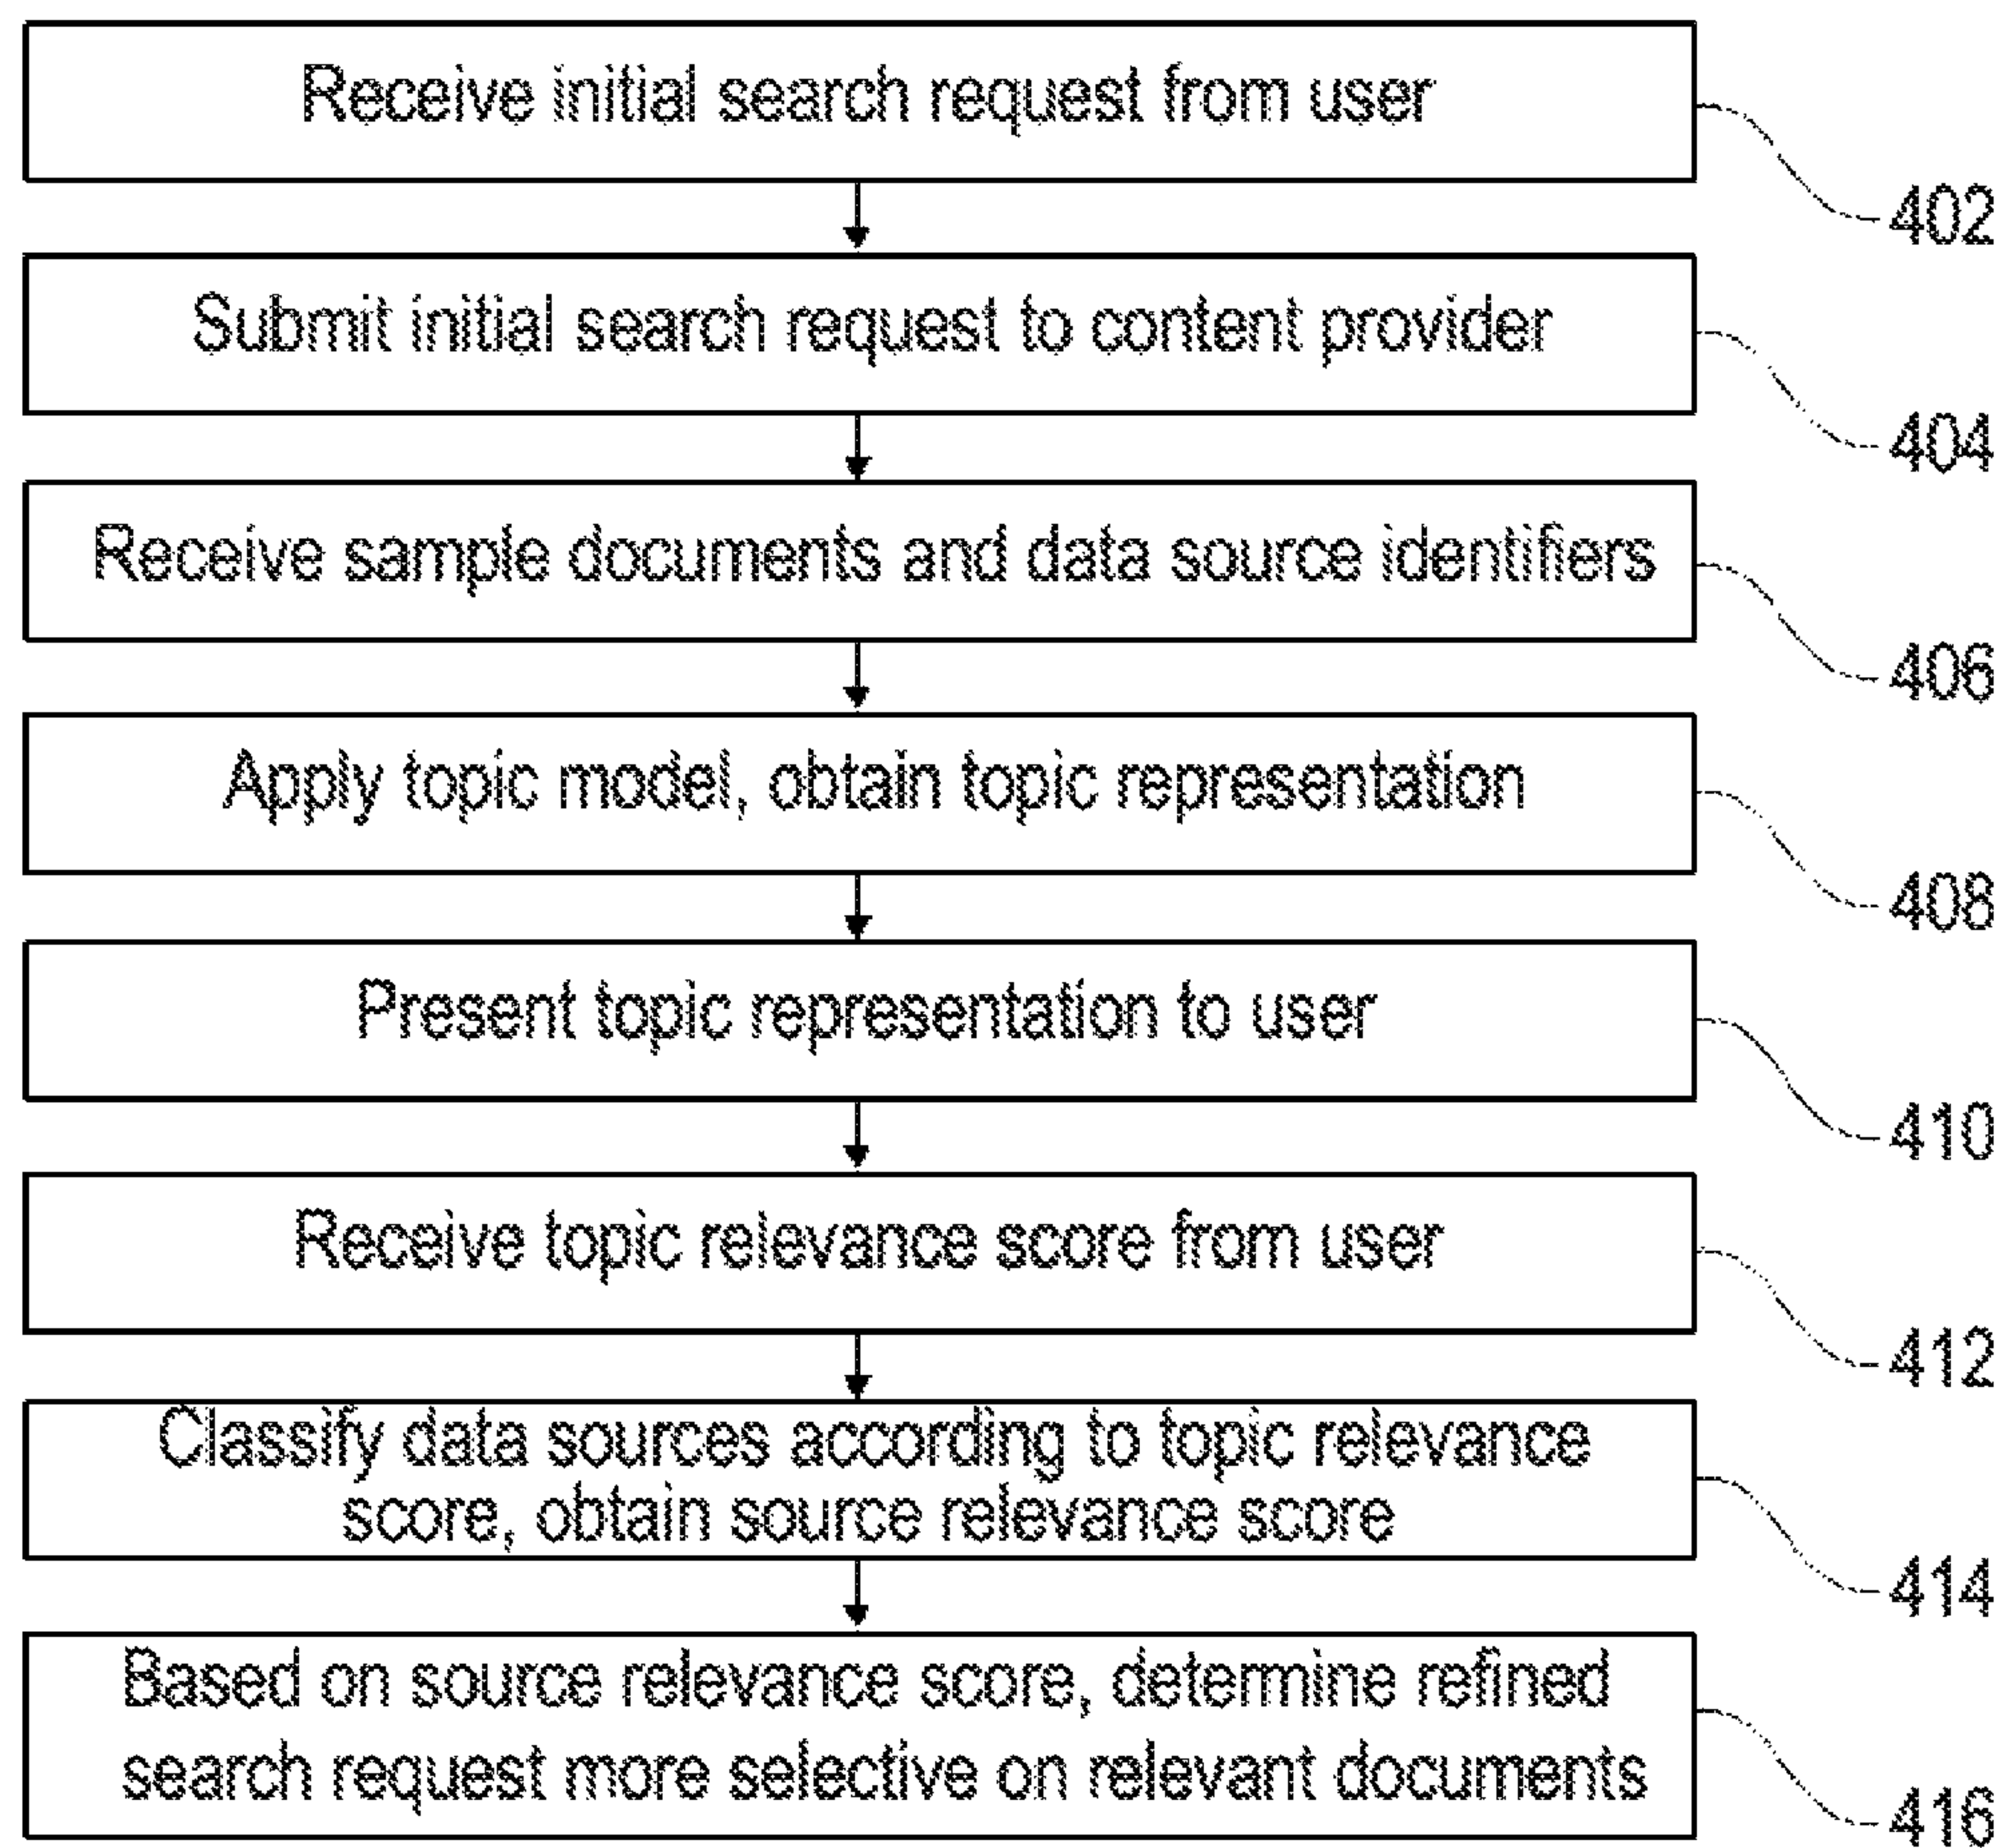 Receive initial search request from user
402
Submit initial search request to content provider
404
Receive sample documents and data source identifiers
406
Apply topic model, obtain topic representation
408
Present topic representation to user
410
Receive topic relevance score from user
412
Classify data sources according to topic relevance
score, obtain source relevance score
414
Based on source relevance score, determine refined
search request more selective on relevant documents
416